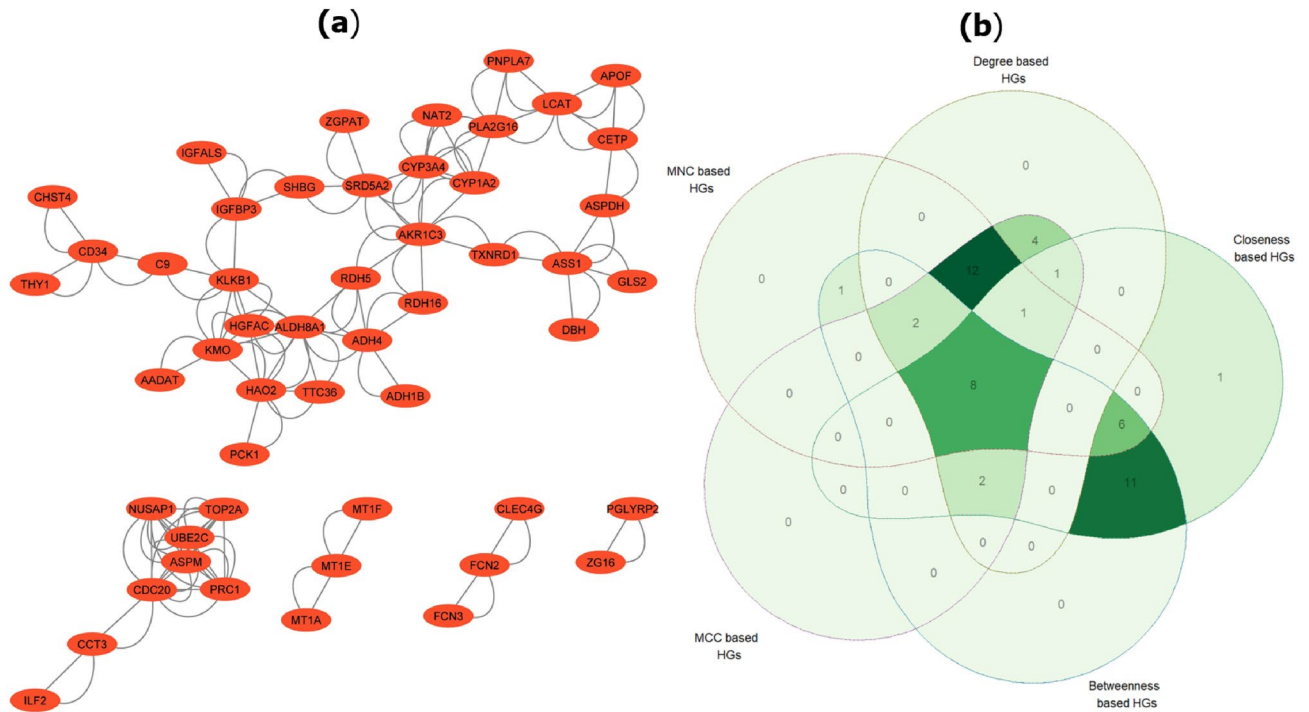 (a)
PNPLA7
APOF
LCAT
NAT2
PLA2G16
ZGPAT
CETP
IGFALS
CYP3A4
CYP1A2
SHBG
SRD5A2
CHST4
IGFBP3
ASPDH
AKR1C3
CD34
C9
TXNRD1
ASS1
THY1
KLKB1
RDH5
GLS2
RDH16
HGFAC
ALDH8A1
DBH
KMO
ADH4
AADAT
HAO2
TTC36
ADH1B
PCK1
NUSAP1
TOP2A
MT1F
CLEC4G
PGLYRP2
UBE2C
ASPM
MT1E
FCN2
ZG16
CDC20
PRC1
MT1A
FCN3
CCT3
ILF2
(b)
Degree based
HGs
MNC based
HGs
Closeness
based HGs
MCC based
HGs
Betweenness
based HGs
0
0
4
0
12
1
0
1
0
0
2
1
0
0
0
8
1
0
0
0
6
0
0
0
2
0
11
0
0
0
0
0